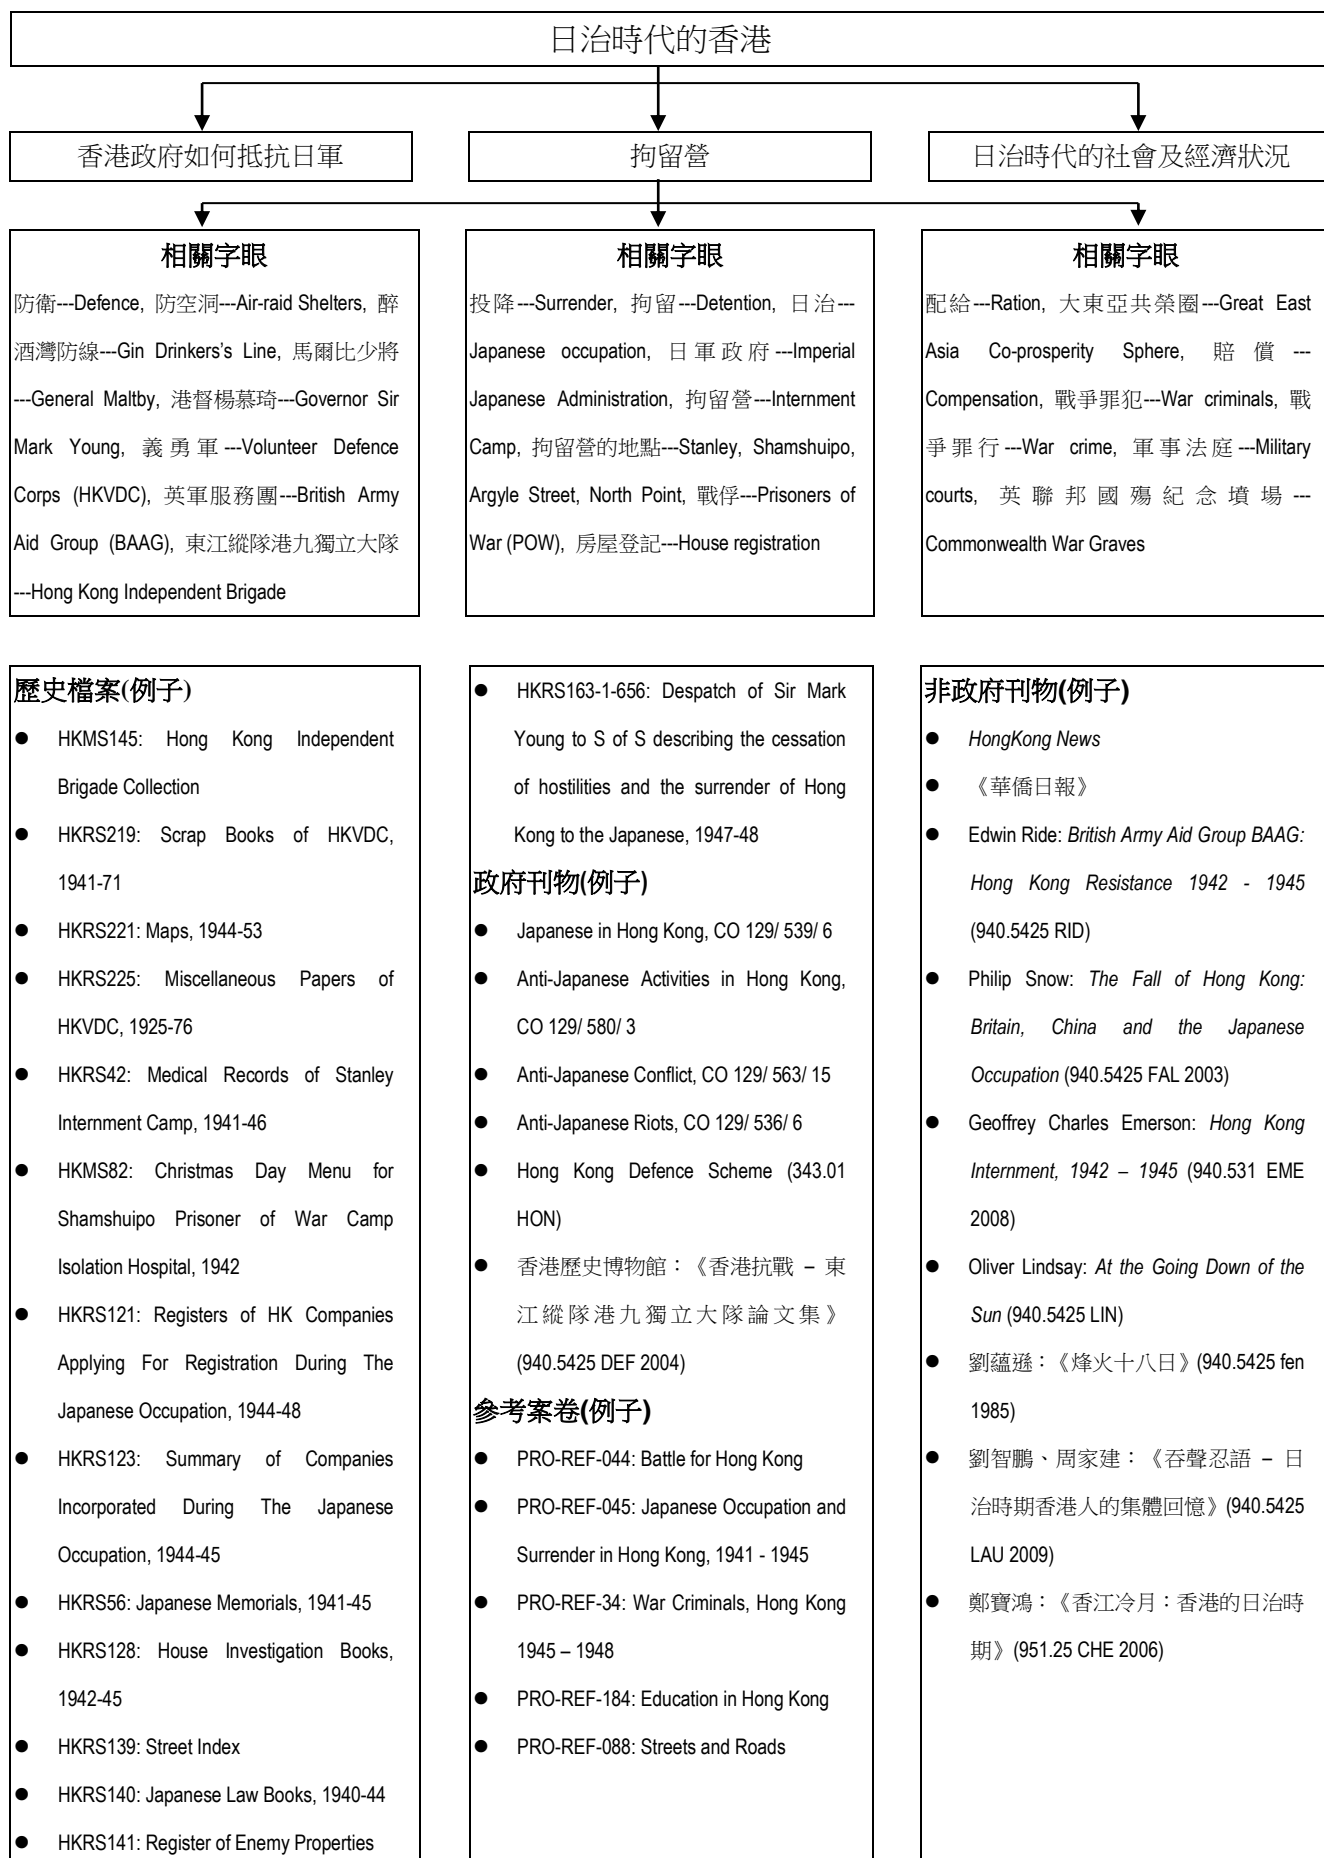 日治時代的香港
香港政府如何抵抗日軍
拘留營
日治時代的社會及經濟狀況
相關字眼
防衛---Defence, 防空洞---Air-raid Shelters, 醉
酒灣防線---Gin Drinkers's Line, 馬爾比少將
---General Maltby, 港督楊慕琦---Governor Sir
Mark Young, 義勇軍---Volunteer Defence
Corps (HKVDC), 英軍服務團---British Army
Aid Group (BAAG), 東江縱隊港九獨立大隊
---Hong Kong Independent Brigade
相關字眼
投降---Surrender, 拘留---Detention, 日治---
Japanese occupation, 日軍政府---Imperial
Japanese Administration, 拘留營---Internment
Camp, 拘留營的地點---Stanley, Shamshuipo,
Argyle Street, North Point, 戰俘---Prisoners of
War (POW), 房屋登記---House registration
相關字眼
配給---Ration, 大東亞共榮圈---Great East
Asia Co-prosperity Sphere, 賠償---
Compensation, 戰爭罪犯---War criminals, 戰
爭罪行---War crime, 軍事法庭---Military
courts, 英聯邦國殤紀念墳場---
Commonwealth War Graves
歷史檔案(例子)
● HKMS145: Hong Kong Independent
Brigade Collection
● HKRS219: Scrap Books of HKVDC,
1941-71
● HKRS221: Maps, 1944-53
● HKRS225: Miscellaneous Papers of
HKVDC, 1925-76
● HKRS42: Medical Records of Stanley
Internment Camp, 1941-46
● HKMS82: Christmas Day Menu for
Shamshuipo Prisoner of War Camp
Isolation Hospital, 1942
● HKRS121: Registers of HK Companies
Applying For Registration During The
Japanese Occupation, 1944-48
● HKRS123: Summary of Companies
Incorporated During The Japanese
Occupation, 1944-45
● HKRS56: Japanese Memorials, 1941-45
● HKRS128: House Investigation Books,
1942-45
● HKRS139: Street Index
● HKRS140: Japanese Law Books, 1940-44
● HKRS141: Register of Enemy Properties
● HKRS163-1-656: Despatch of Sir Mark
Young to S of S describing the cessation
of hostilities and the surrender of Hong
Kong to the Japanese, 1947-48
政府刊物(例子)
● Japanese in Hong Kong, CO 129/ 539/ 6
● Anti-Japanese Activities in Hong Kong,
CO 129/ 580/ 3
● Anti-Japanese Conflict, CO 129/ 563/ 15
● Anti-Japanese Riots, CO 129/ 536/ 6
● Hong Kong Defence Scheme (343.01
HON)
● 香港歷史博物館：《香港抗戰 – 東
江縱隊港九獨立大隊論文集》
(940.5425 DEF 2004)
參考案卷(例子)
● PRO-REF-044: Battle for Hong Kong
● PRO-REF-045: Japanese Occupation and
Surrender in Hong Kong, 1941 - 1945
● PRO-REF-34: War Criminals, Hong Kong
1945 – 1948
● PRO-REF-184: Education in Hong Kong
● PRO-REF-088: Streets and Roads
非政府刊物(例子)
● HongKong News
● 《華僑日報》
● Edwin Ride: British Army Aid Group BAAG:
Hong Kong Resistance 1942 - 1945
(940.5425 RID)
● Philip Snow: The Fall of Hong Kong:
Britain, China and the Japanese
Occupation (940.5425 FAL 2003)
● Geoffrey Charles Emerson: Hong Kong
Internment, 1942 – 1945 (940.531 EME
2008)
● Oliver Lindsay: At the Going Down of the
Sun (940.5425 LIN)
● 劉蘊遜：《烽火十八日》(940.5425 fen
1985)
● 劉智鵬、周家建：《吞聲忍語 – 日
治時期香港人的集體回憶》(940.5425
LAU 2009)
● 鄭寶鴻：《香江冷月：香港的日治時
期》(951.25 CHE 2006)